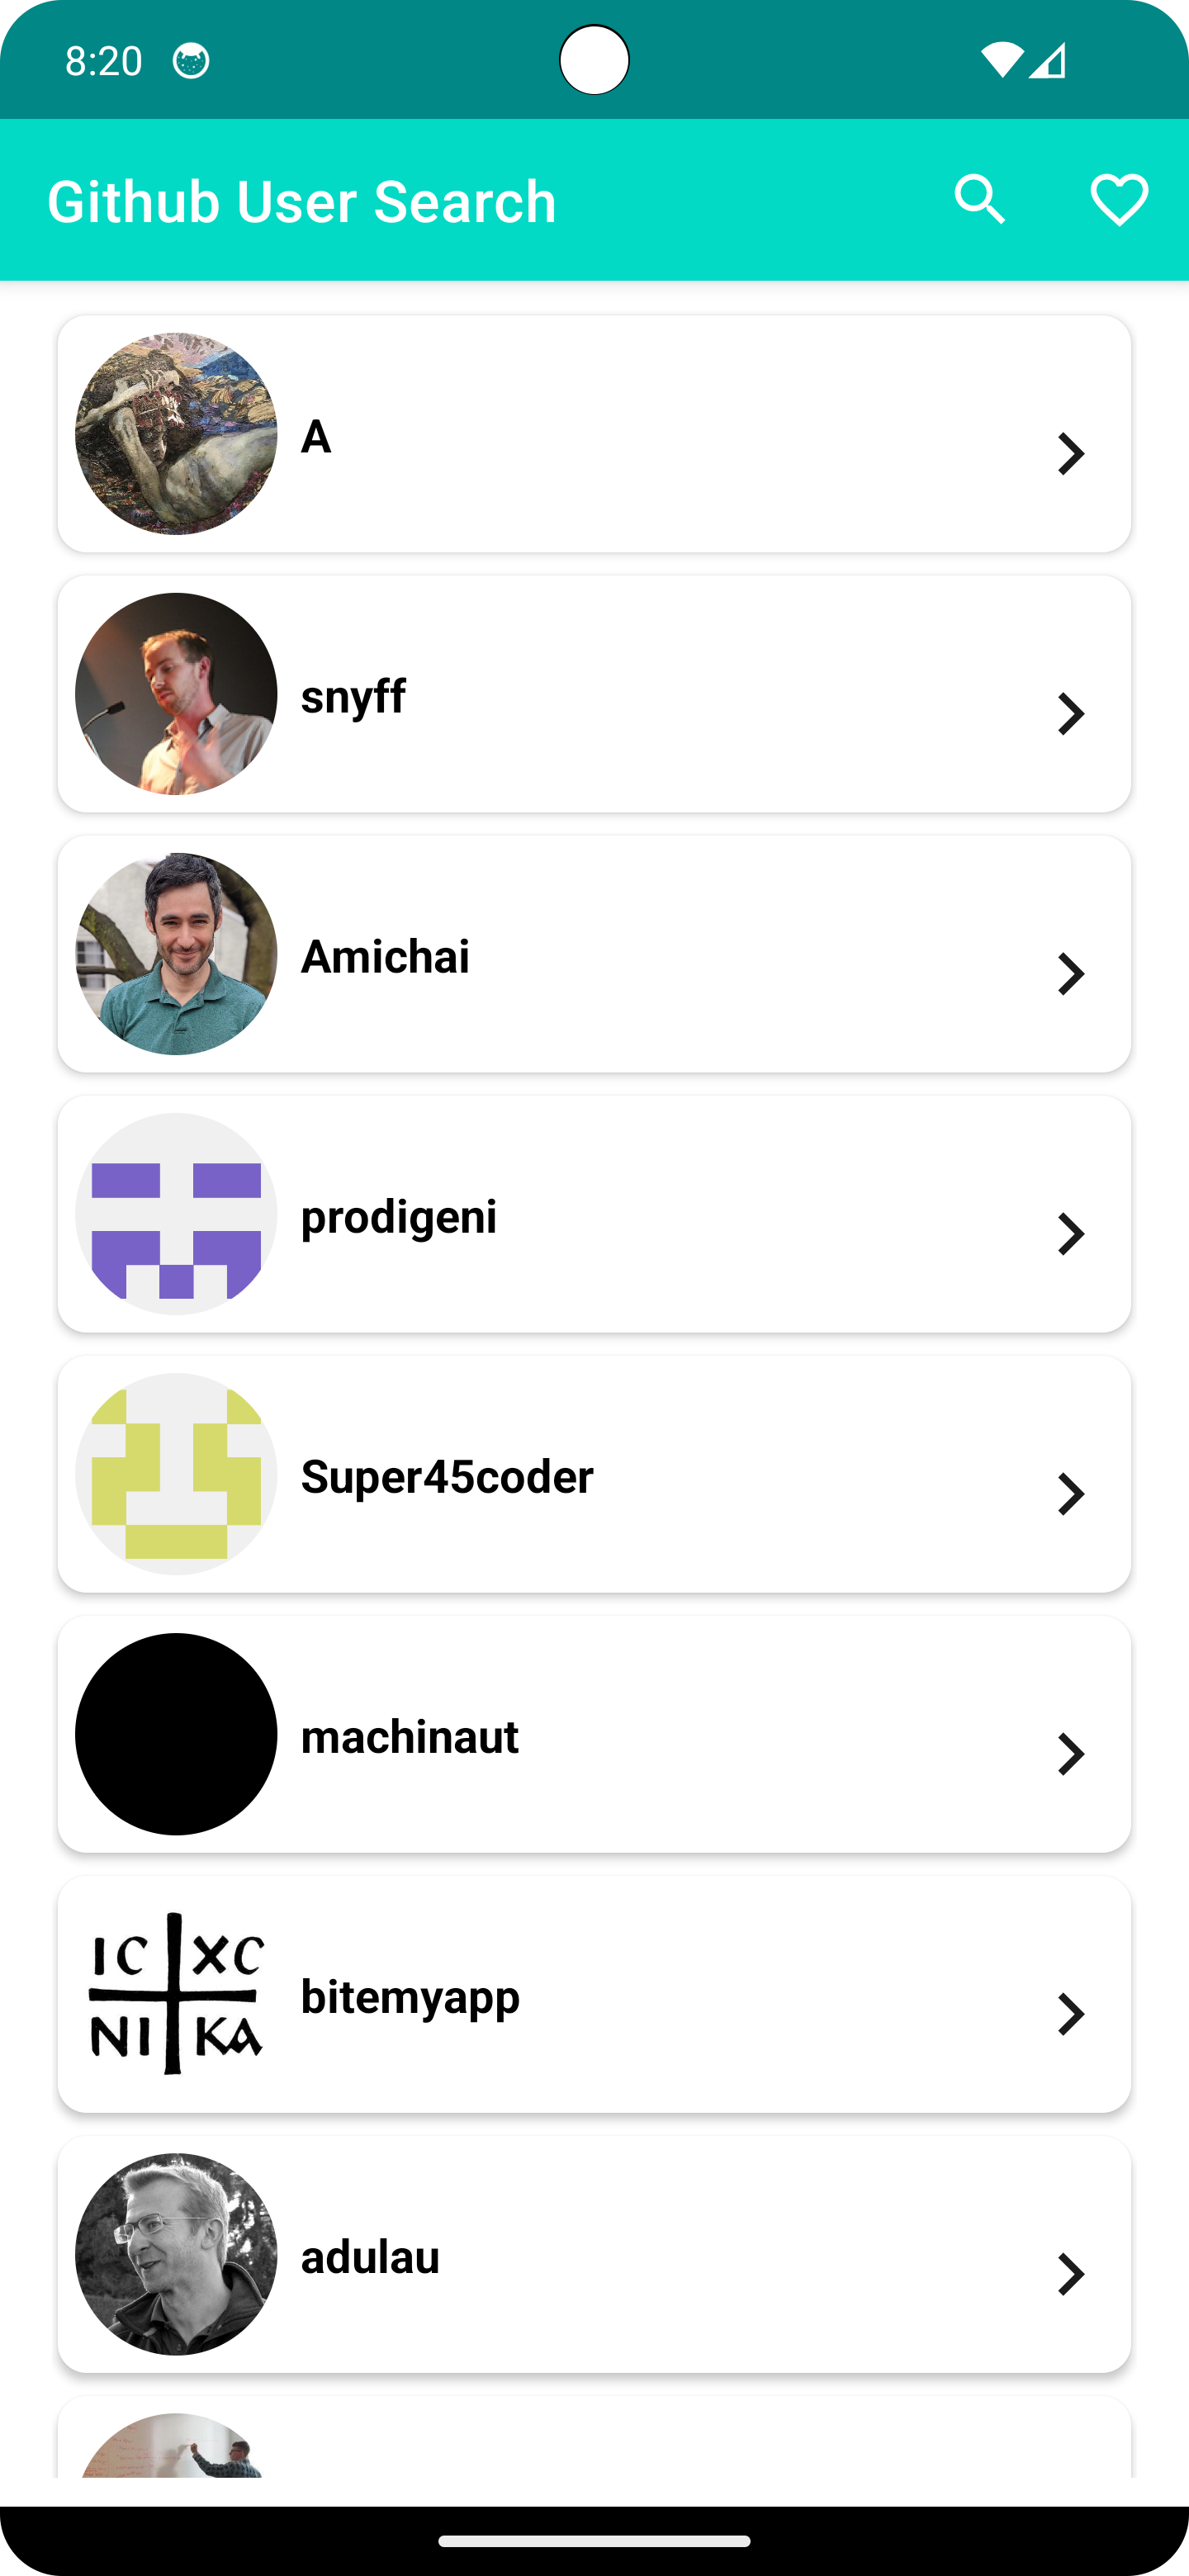 8:20
Github User Search
A
snyff
Amichai
prodigeni
Super45coder
machinaut
IC XC
NI KA
bitemyapp
adulau